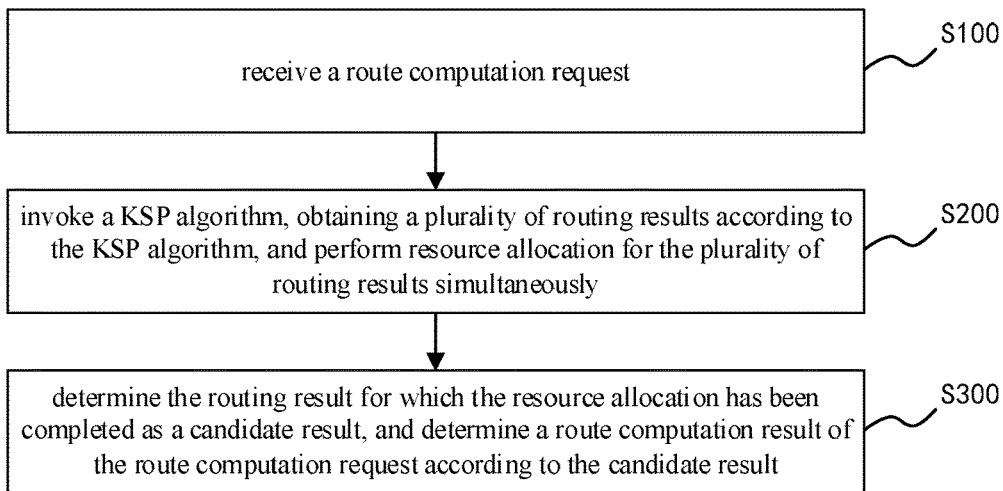 receive a route computation request
S100
invoke a KSP algorithm, obtaining a plurality of routing results according to
the KSP algorithm, and perform resource allocation for the plurality of
routing results simultaneously
S200
determine the routing result for which the resource allocation has been
completed as a candidate result, and determine a route computation result of
the route computation request according to the candidate result
S300